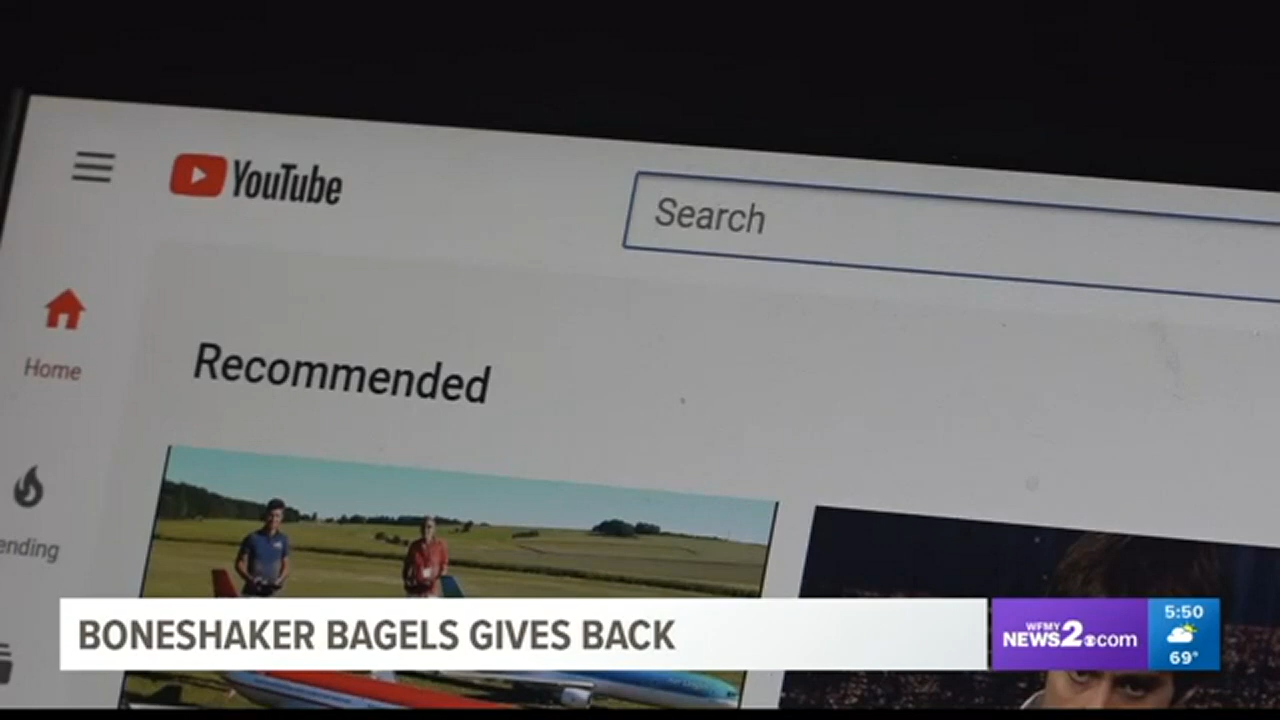 YouTube
Search
Home
Recommended
ending
BONESHAKER BAGELS GIVES BACK
WFMY
NEWS2 com
5:50
69°